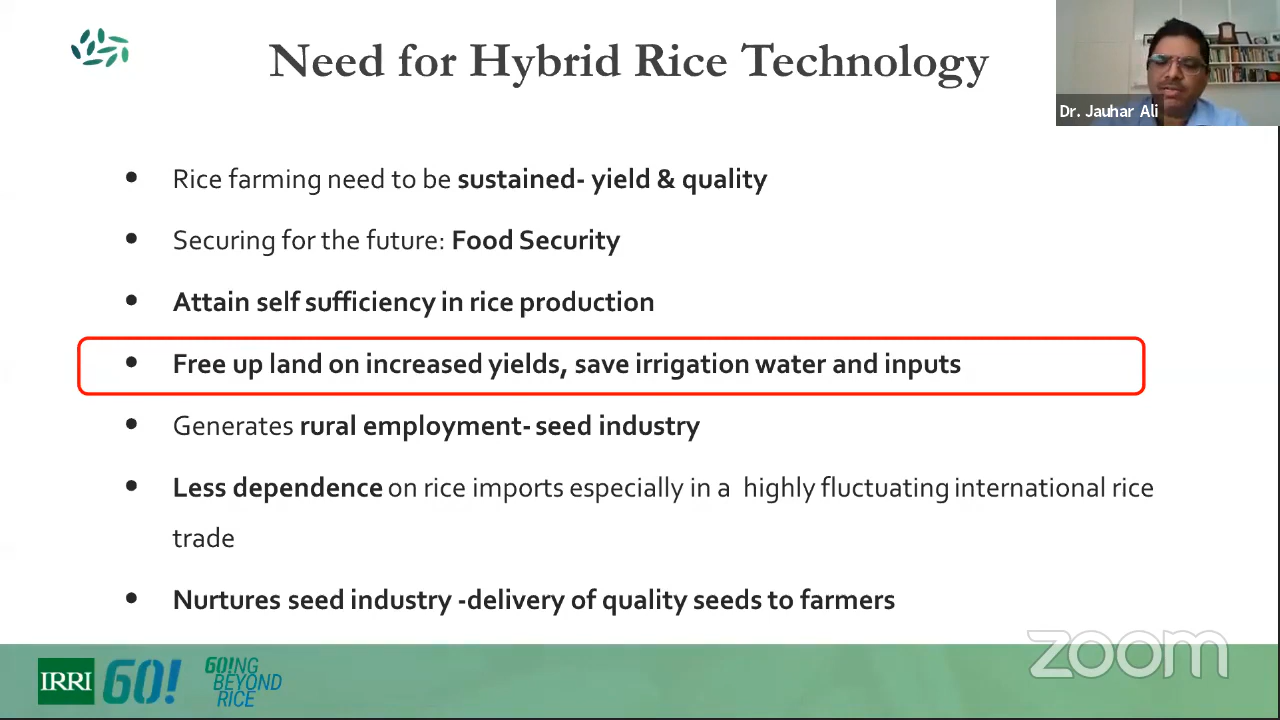 Need for Hybrid Rice Technology
Dr. Jauhar Ali
• Rice farming need to be sustained- yield & quality
• Securing for the future: Food Security
• Attain self sufficiency in rice production
• Free up land on increased yields, save irrigation water and inputs
• Generates rural employment- seed industry
• Less dependence on rice imports especially in a highly fluctuating international rice
trade
• Nurtures seed industry -delivery of quality seeds to farmers
zoom
IRRI 60! GO!NG
BEYOND
RICE